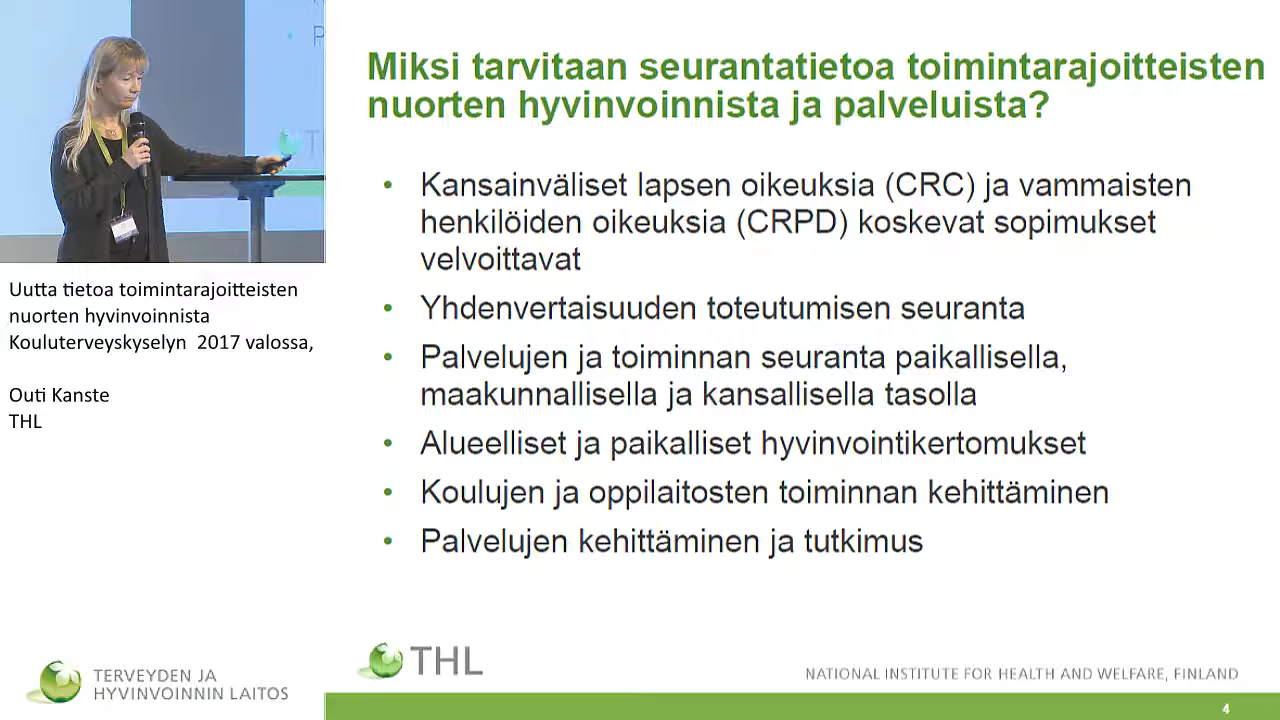 Miksi tarvitaan seurantatietoa toimintarajoitteisten
nuorten hyvinvoinnista ja palveluista?
• Kansainväliset lapsen oikeuksia (CRC) ja vammaisten
henkilöiden oikeuksia (CRPD) koskevat sopimukset
velvoittavat
• Yhdenvertaisuuden toteutumisen seuranta
• Palvelujen ja toiminnan seuranta paikallisella,
maakunnallisella ja kansallisella tasolla
• Alueelliset ja paikalliset hyvinvointikertomukset
• Koulujen ja oppilaitosten toiminnan kehittäminen
• Palvelujen kehittäminen ja tutkimus
Uutta tietoa toimintarajoitteisten
nuorten hyvinvoinnista
Kouluterveyskyselyn 2017 valossa,
Outi Kanste
THL
TERVEYDEN JA
HYVINVOINNIN LAITOS
THL
NATIONAL INSTITUTE FOR HEALTH AND WELFARE, FINLAND
4